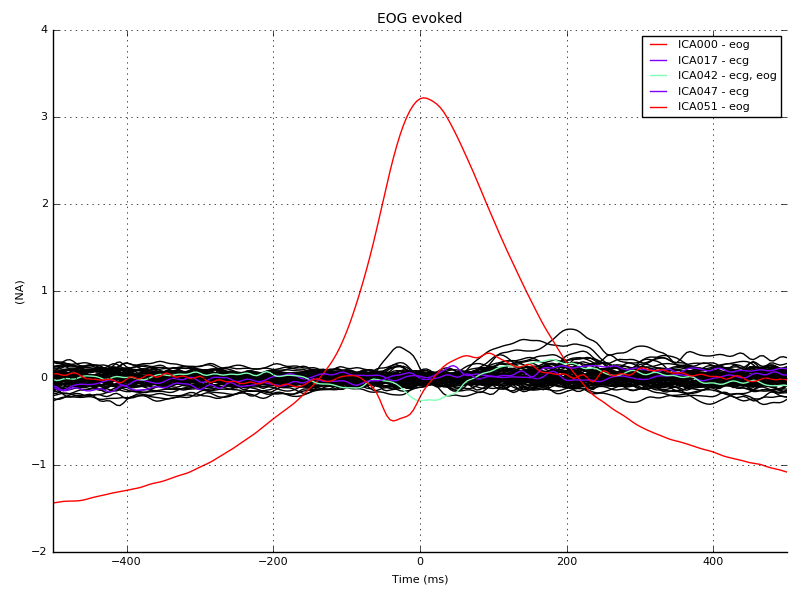 EOG evoked
ICA000 - eog
ICA017 - ecg
ICA042 - ecg, eog
ICA047 - ecg
ICA051 - eog
(NA)
4
3
2
1
0
−1
−2
−400
−200
0
200
400
Time (ms)